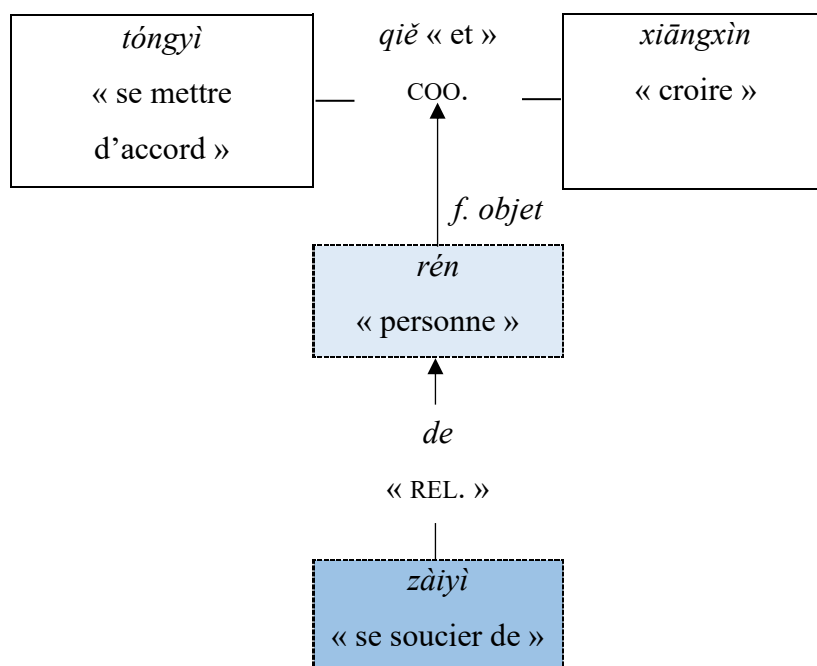 tóngyì
« se mettre
d’accord »
qiě « et »
COO.
xiāngxìn
« croire »
f. objet
rén
« personne »
de
« REL. »
zàiyì
« se soucier de »